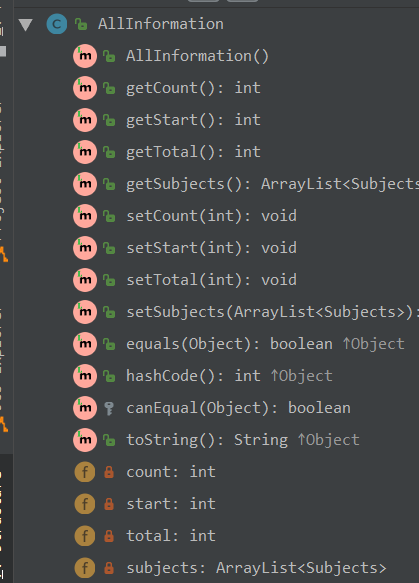 AllInformation
AllInformation()
getCount(): int
getStart(): int
getTotal(): int
getSubjects(): ArrayList<Subjects
setCount(int): void
setStart(int): void
setTotal(int): void
setSubjects(ArrayList<Subjects>):
equals(Object): boolean ↑Object
hashCode(): int ↑Object
canEqual(Object): boolean
toString(): String ↑Object
count: int
start: int
total: int
subjects: ArrayList<Subjects>